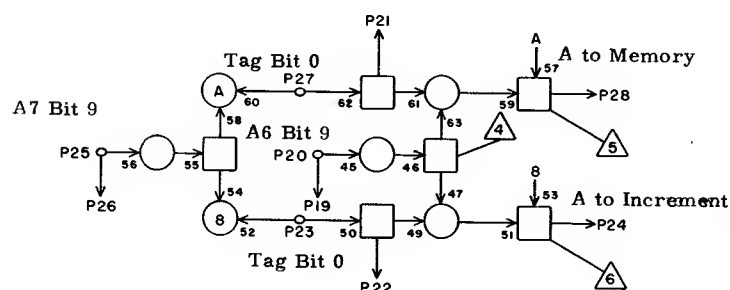 P21
Tag Bit 0
A
A to Memory
P27
57
A
60
62
61
59
P28
A7 Bit 9
58
63
4
5
A6 Bit 9
P25
56
55
P20
45
46
P26
54
P19
47
8
53
A to Increment
8
52
P23
50
49
51
P24
Tag Bit 0
P22
6